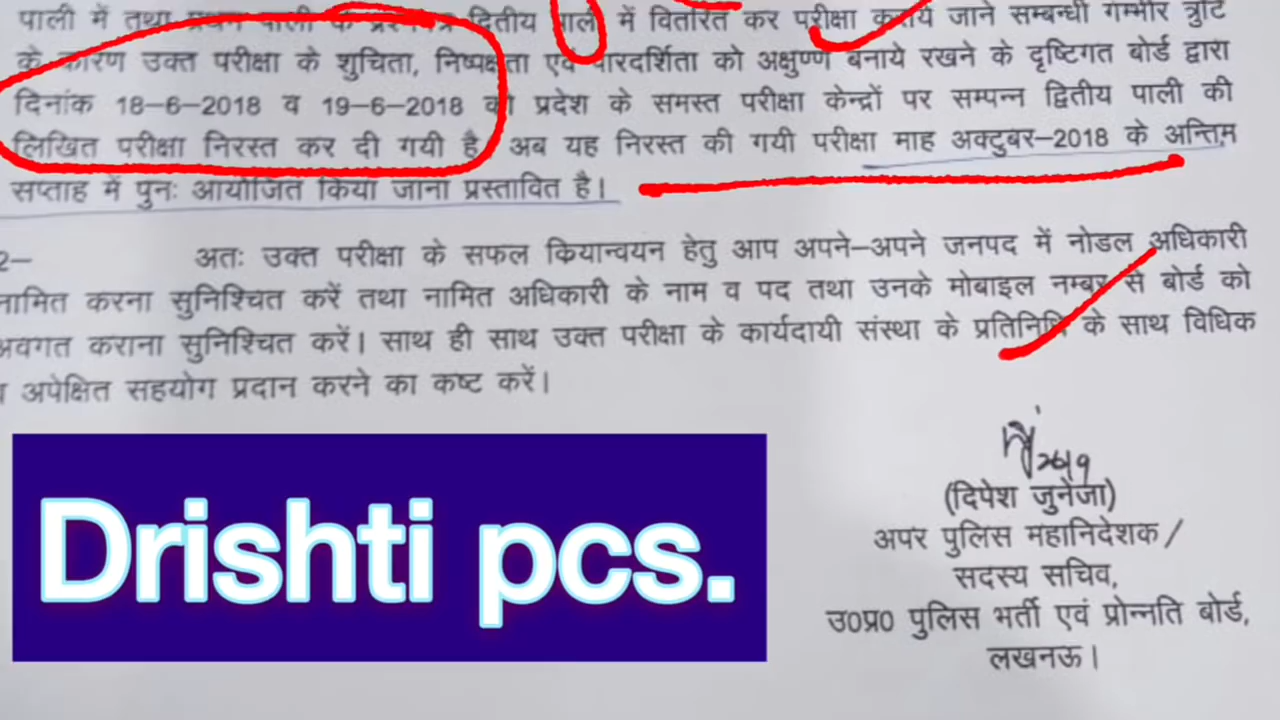 पाली में तथा प्रथम पाली के प्रश्नपत्र द्वितीय पाली में वितरित कर परीक्षा कराये जाने सम्बन्धी गम्भीर त्रुटि
के कारण उक्त परीक्षा के शुचिता, निष्पक्षता एवं पारदर्शिता को अक्षुण्ण बनाये रखने के दृष्टिगत बोर्ड द्वारा
दिनांक 18-6-2018 व 19-6-2018 को प्रदेश के समस्त परीक्षा केन्द्रों पर सम्पन्न द्वितीय पाली की
लिखित परीक्षा निरस्त कर दी गयी है। अब यह निरस्त की गयी परीक्षा माह अक्टुबर-2018 के अन्तिम
सप्ताह में पुनः आयोजित किया जाना प्रस्तावित है।
2- अतः उक्त परीक्षा के सफल कियान्वयन हेतु आप अपने-अपने जनपद में नोडल अधिकारी
नामित करना सुनिश्चित करें तथा नामित अधिकारी के नाम व पद तथा उनके मोबाइल नम्बर से बोर्ड को
अवगत कराना सुनिश्चित करें। साथ ही साथ उक्त परीक्षा के कार्यदायी संस्था के प्रतिनिधि के साथ विधिक
अपेक्षित सहयोग प्रदान करने का कष्ट करें।
Drishti pcs.
(दिपेश जुनेजा)
अपर पुलिस महानिदेशक/
सदस्य सचिव,
उ0प्र0 पुलिस भर्ती एवं प्रोन्नति बोर्ड,
लखनऊ।